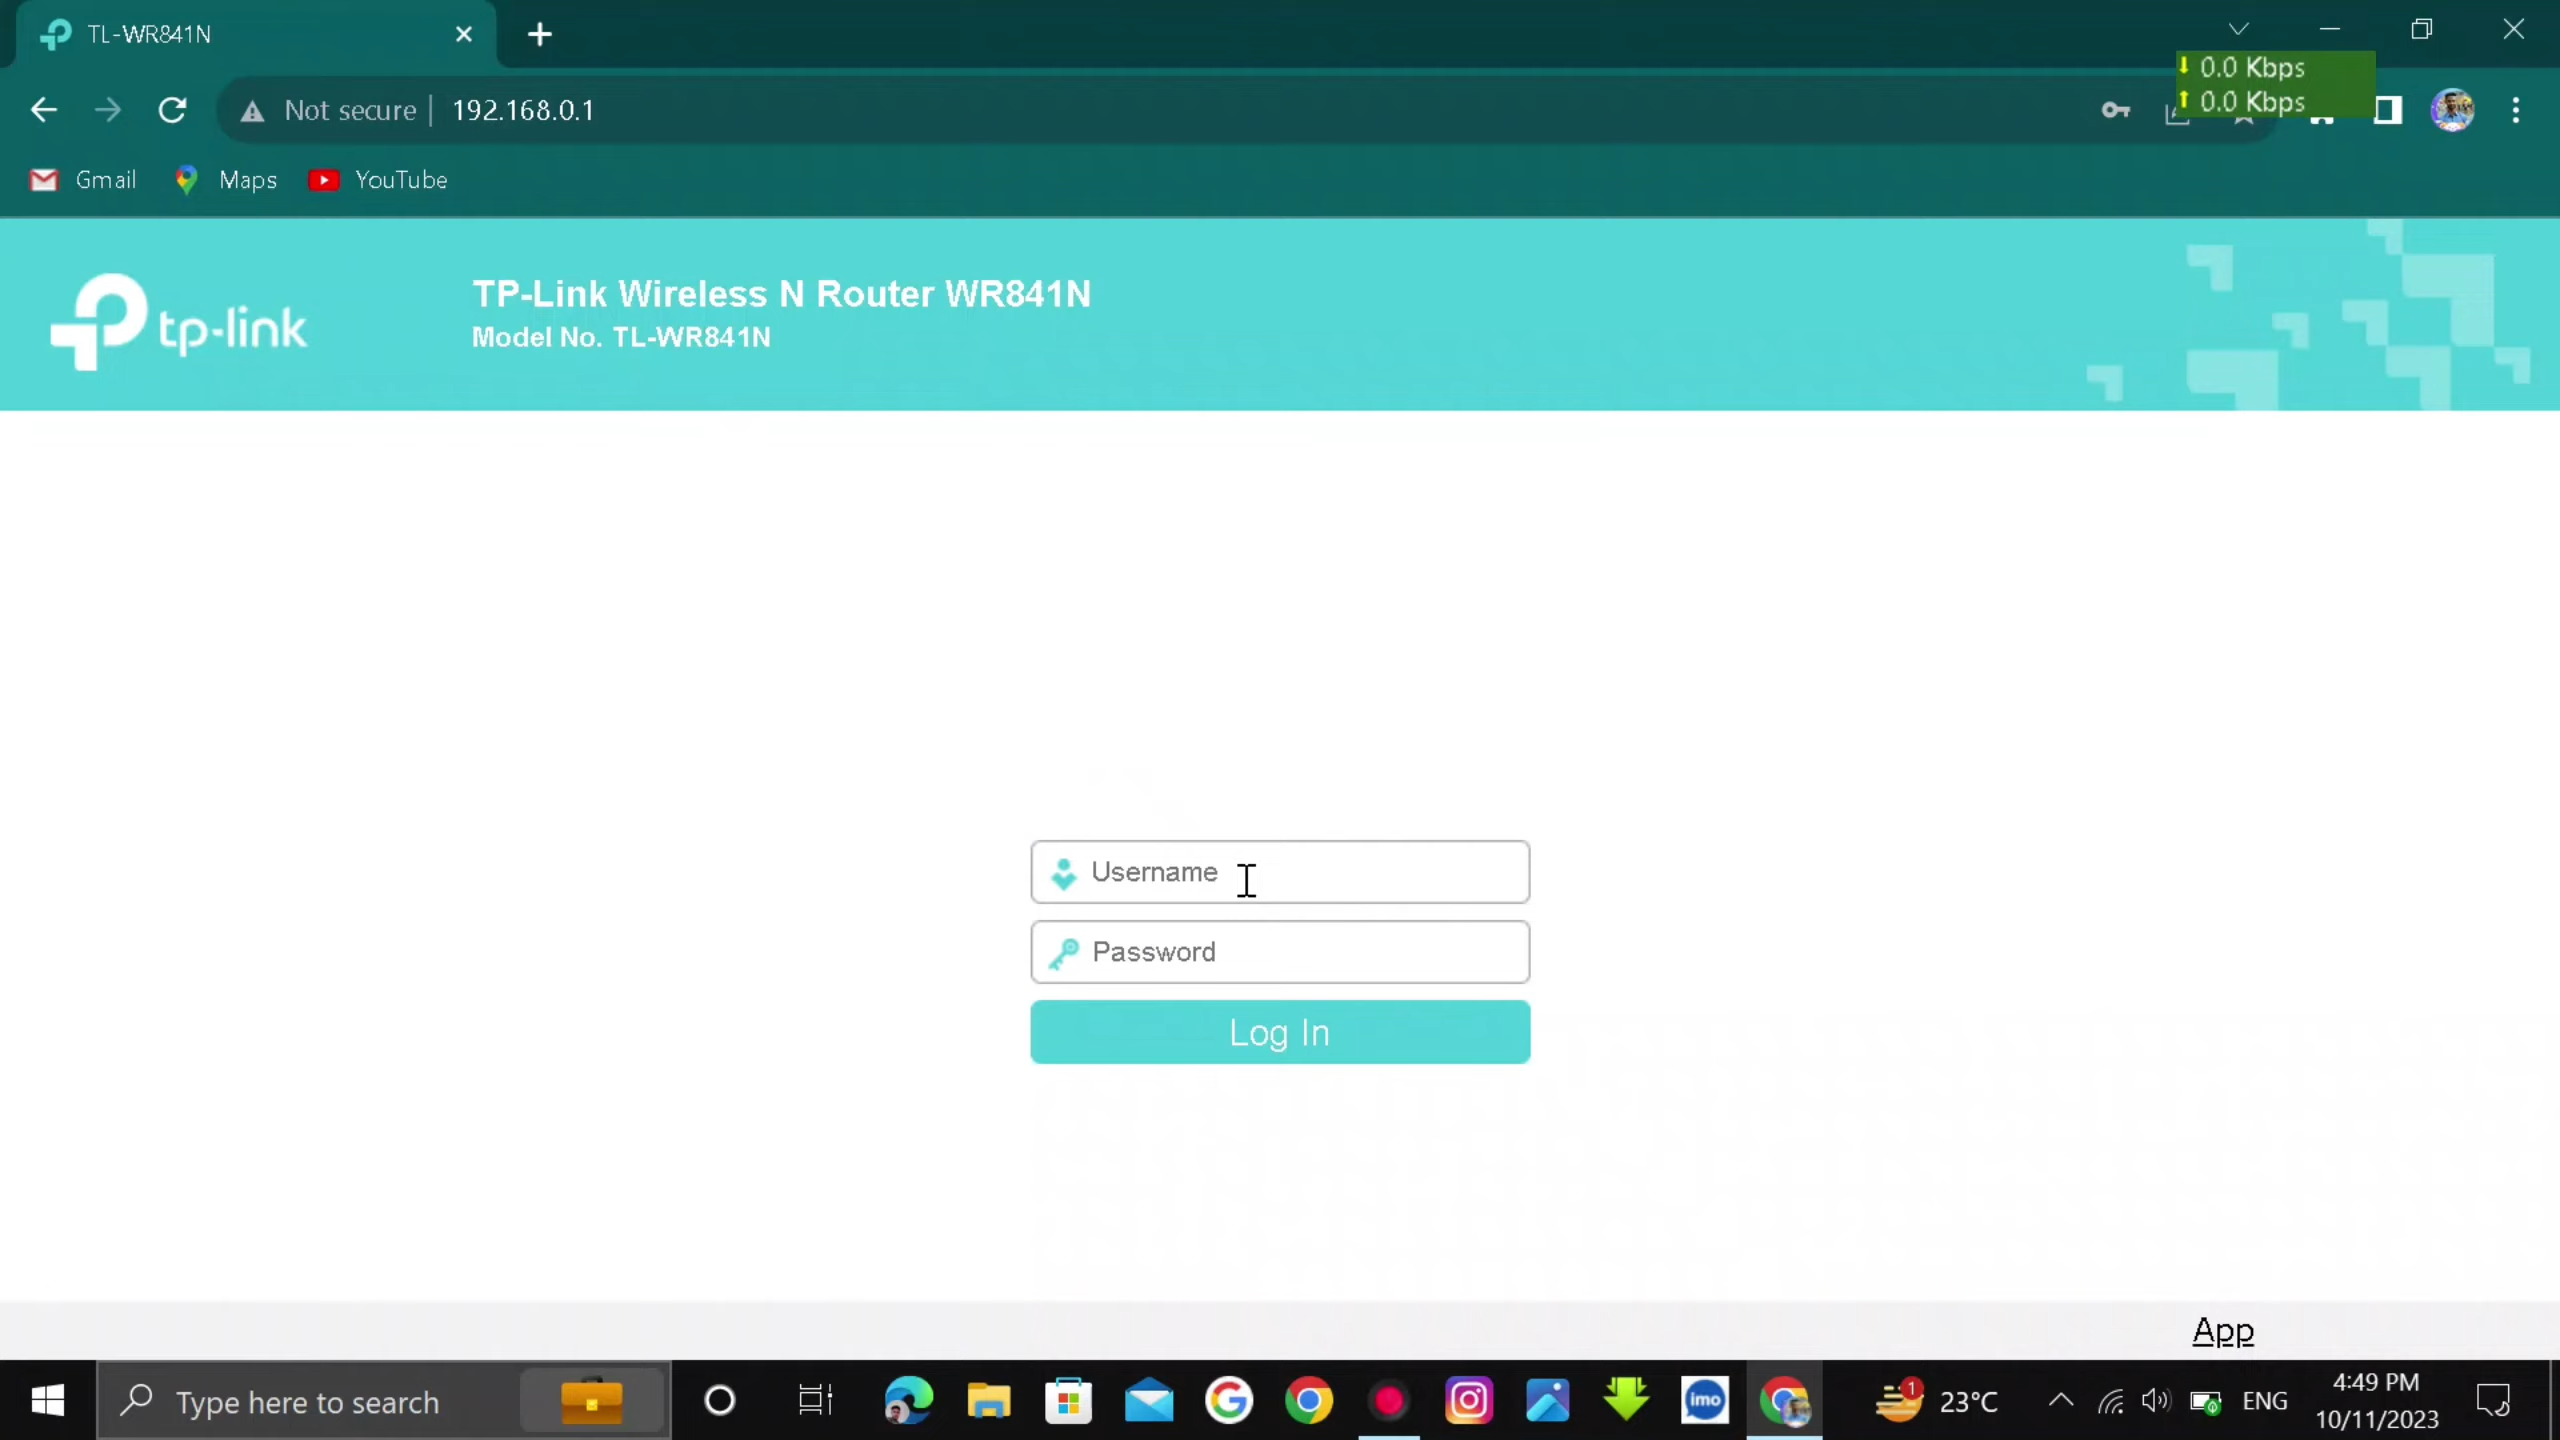 TL-WR841N
0.0 Kbps
0.0 Kbps
Not secure
192.168.0.1
Gmail
Maps
YouTube
tp-link
TP-Link Wireless N Router WR841N
Model No. TL-WR841N
Username
Password
Log In
App
Type here to search
imo
1
23°C
ENG
4:49 PM
10/11/2023